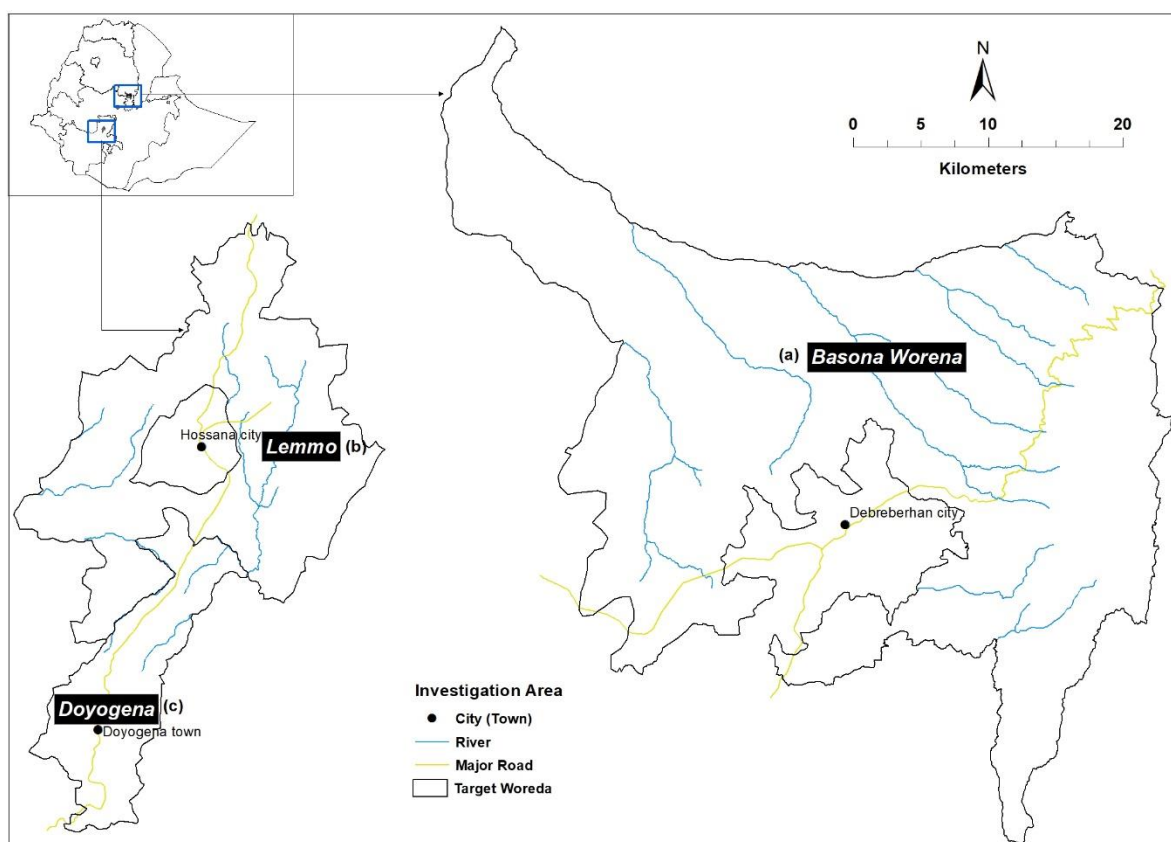 N
0 5 10 20
Kilometers
(a) Basona Worena
Hossana city
Lemmo (b)
Debreberhan city
Doyogena (c)
Doyogena town
Investigation Area
City (Town)
River
Major Road
Target Woreda